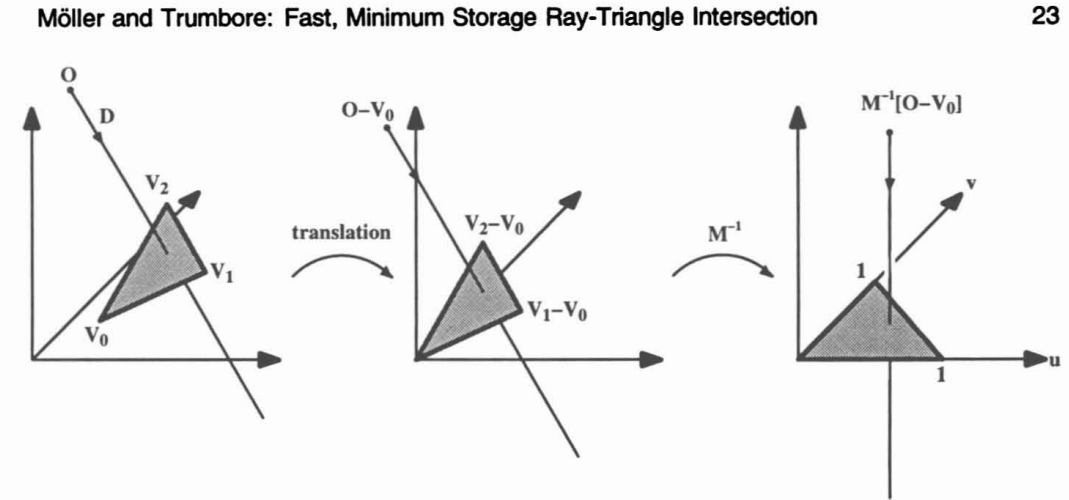 Möller and Trumbore: Fast, Minimum Storage Ray-Triangle Intersection 23
O
D
V₂
V₁
V₀
translation
O–V₀
V₂–V₀
V₁–V₀
M⁻¹
M⁻¹[O–V₀]
v
1
1
u